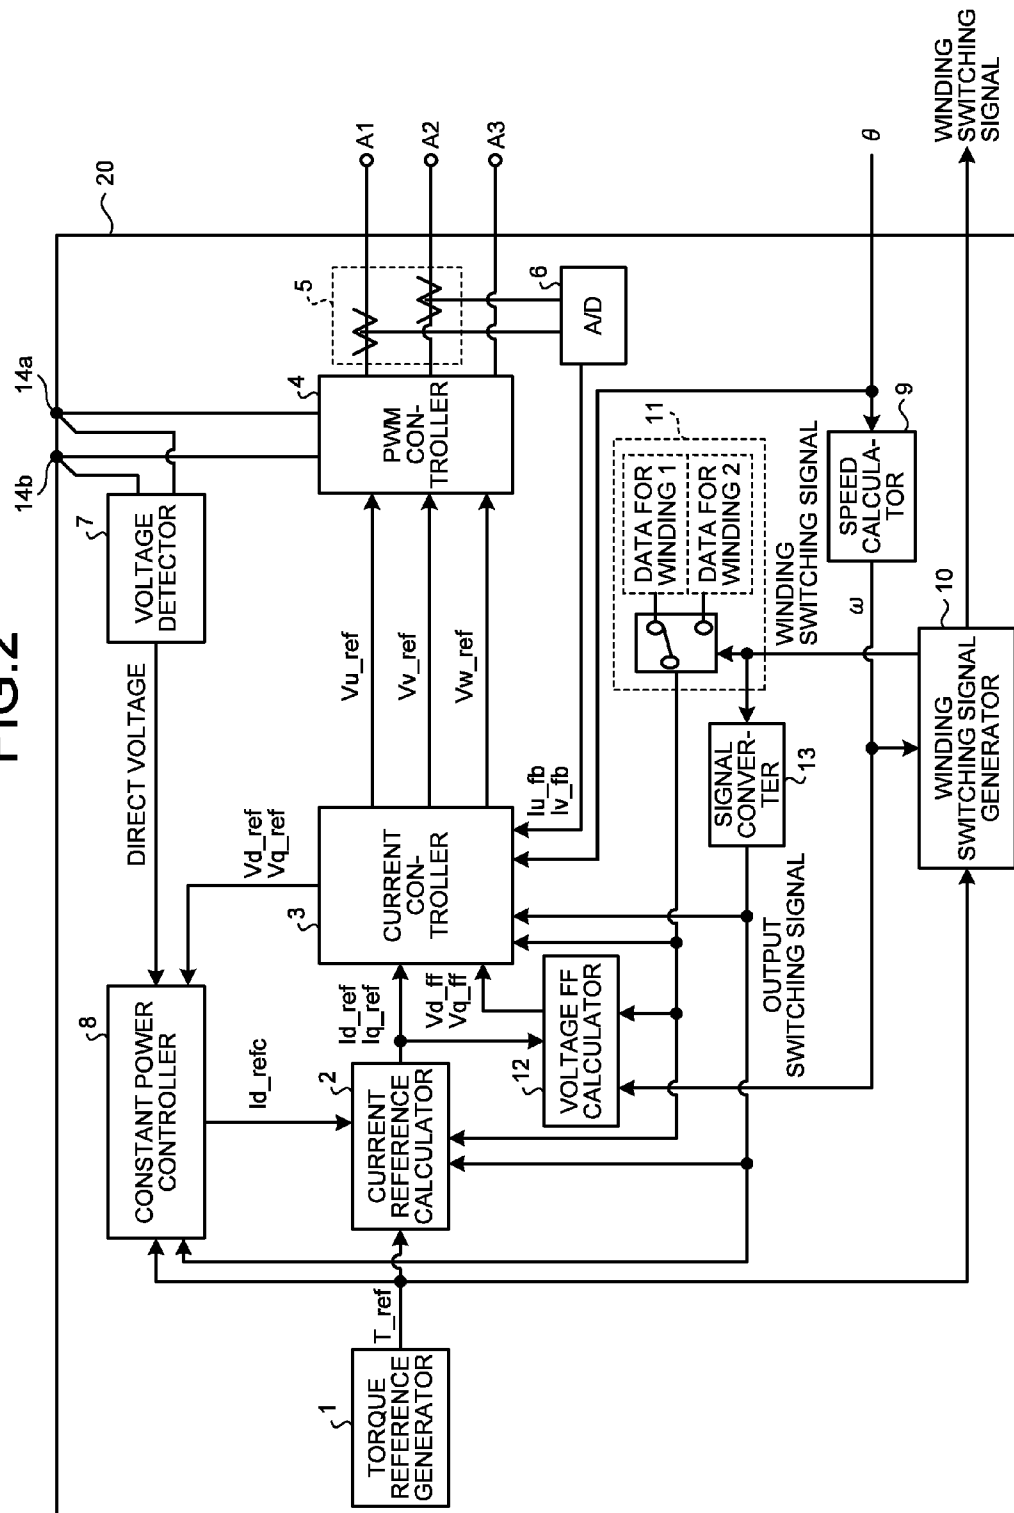 FIG.2
20
14a
14b
7
VOLTAGE
DETECTOR
DIRECT VOLTAGE
8
CONSTANT POWER
CONTROLLER
Id_refc
Vd_ref
Vq_ref
1
TORQUE
REFERENCE
GENERATOR
T_ref
2
CURRENT
REFERENCE
CALCULATOR
Id_ref
Iq_ref
Vd_ff
Vq_ff
3
CURRENT
CON-
TROLLER
Vu_ref
Vv_ref
Vw_ref
4
PWM
CON-
TROLLER
5
A1
A2
A3
6
A/D
Iu_fb
Iv_fb
12
VOLTAGE FF
CALCULATOR
11
DATA FOR
WINDING 1
DATA FOR
WINDING 2
WINDING
SWITCHING SIGNAL
SIGNAL
CONVER-
TER
13
OUTPUT
SWITCHING SIGNAL
9
SPEED
CALCULA-
TOR
θ
ω
10
WINDING
SWITCHING SIGNAL
GENERATOR
WINDING
SWITCHING
SIGNAL